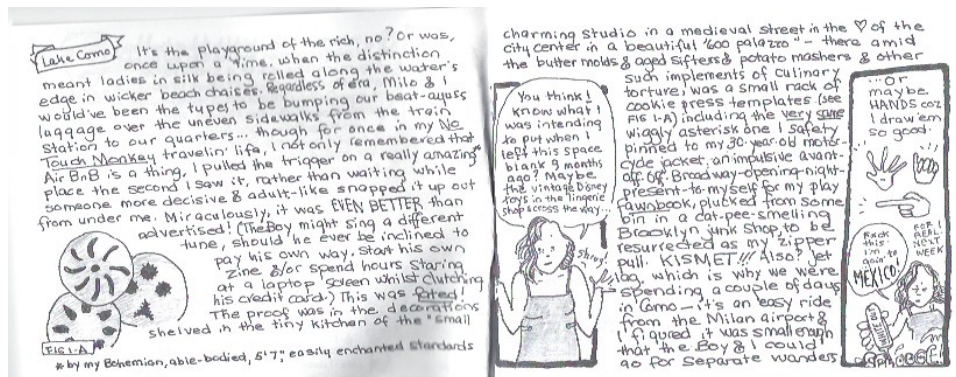 Lake Como
It's the playground of the rich, no? Or was,
once upon a time, when the distinction
meant ladies in silk being rolled along the water's
edge in wicker beach chaises. Regardless of era, Milo & I
would've been the types to be bumping our beat-ayuss
luggage over the uneven sidewalks from the train
station to our quarters... though for once in my No
Touch Monkey travelin' life, I not only remembered that
Air BnB is a thing, I pulled the trigger on a really amazing*
place the second I saw it, rather than waiting while
someone more decisive & adult-like snapped it up out
from under me. Miraculously, it was EVEN BETTER than
advertised! (The Boy might sing a different
tune, should he ever be inclined to
pay his own way, start his own
zine &/or spend hours staring
at a laptop screen whilst clutching
his credit card.) This was fated!
The proof was in the decorations
shelved in the tiny kitchen of the "small
FIG 1-A
* by my Bohemian, able-bodied, 5'7", easily enchanted standards
charming studio in a medieval street in the ♡ of the
city center in a beautiful '600 palazzo" – there amid
the butter molds & aged sifters & potato mashers & other
such implements of culinary
torture, was a small rack of
cookie press templates (see
FIG 1-A) including the very same
wiggly asterisk one I safety
pinned to my 30-year-old motor-
cycle jacket, an impulsive avant-
off-Off-Broadway-opening-night-
present-to-myself for my play
Fawnbook, plucked from some
bin in a cat-pee-smelling
Brooklyn junk shop, to be
resurrected as my zipper
pull. KISMET!!! Also? Jet
lag, which is why we were
spending a couple of days
in Como – it's an easy ride
from the Milan airport &
I figured it was small enough
that the Boy & I could
go for separate wanders
You think I
know what I
was intending
to put when I
left this space
blank 9 months
ago? Maybe
the vintage Disney
toys in the lingerie
shop across the way...
Shrug!
...or
maybe
HANDS coz
I draw 'em
so good.
Fuck
this.
I'm
goin'
to
MEXICO!
FOR
REAL!
NEXT
WEEK